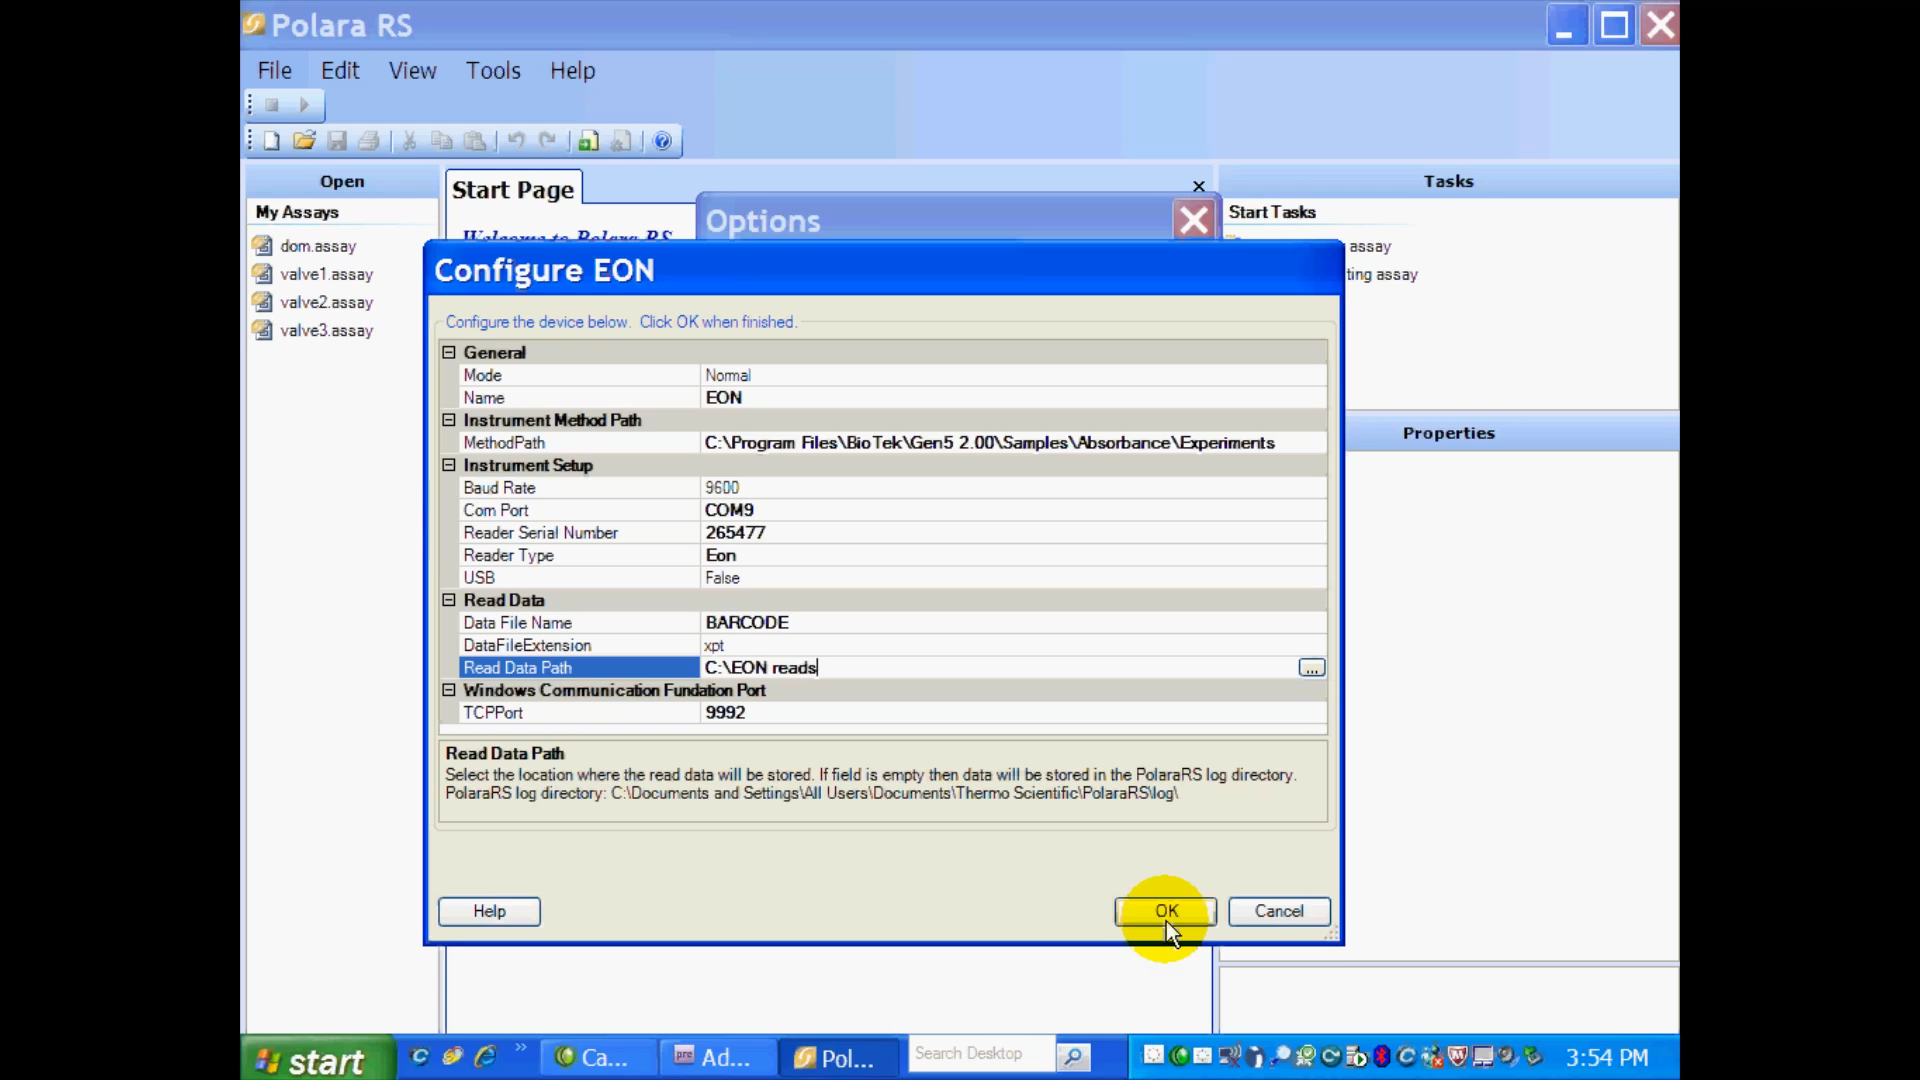 Polara RS
File Edit View Tools Help
Open
My Assays
dom.assay
valve1.assay
valve2.assay
valve3.assay
Start Page
Welcome to Polara RS
Options
Tasks
Start Tasks
assay
ting assay
Properties
Configure EON
Configure the device below. Click OK when finished.
General
Mode Normal
Name EON
Instrument Method Path
MethodPath C:\Program Files\BioTek\Gen5 2.00\Samples\Absorbance\Experiments
Instrument Setup
Baud Rate 9600
Com Port COM9
Reader Serial Number 265477
Reader Type Eon
USB False
Read Data
Data File Name BARCODE
DataFileExtension xpt
Read Data Path C:\EON reads ...
Windows Communication Fundation Port
TCPPort 9992
Read Data Path
Select the location where the read data will be stored. If field is empty then data will be stored in the PolaraRS log directory.
PolaraRS log directory: C:\Documents and Settings\All Users\Documents\Thermo Scientific\PolaraRS\log\
Help OK Cancel
start Ca... Ad... Pol... Search Desktop 3:54 PM